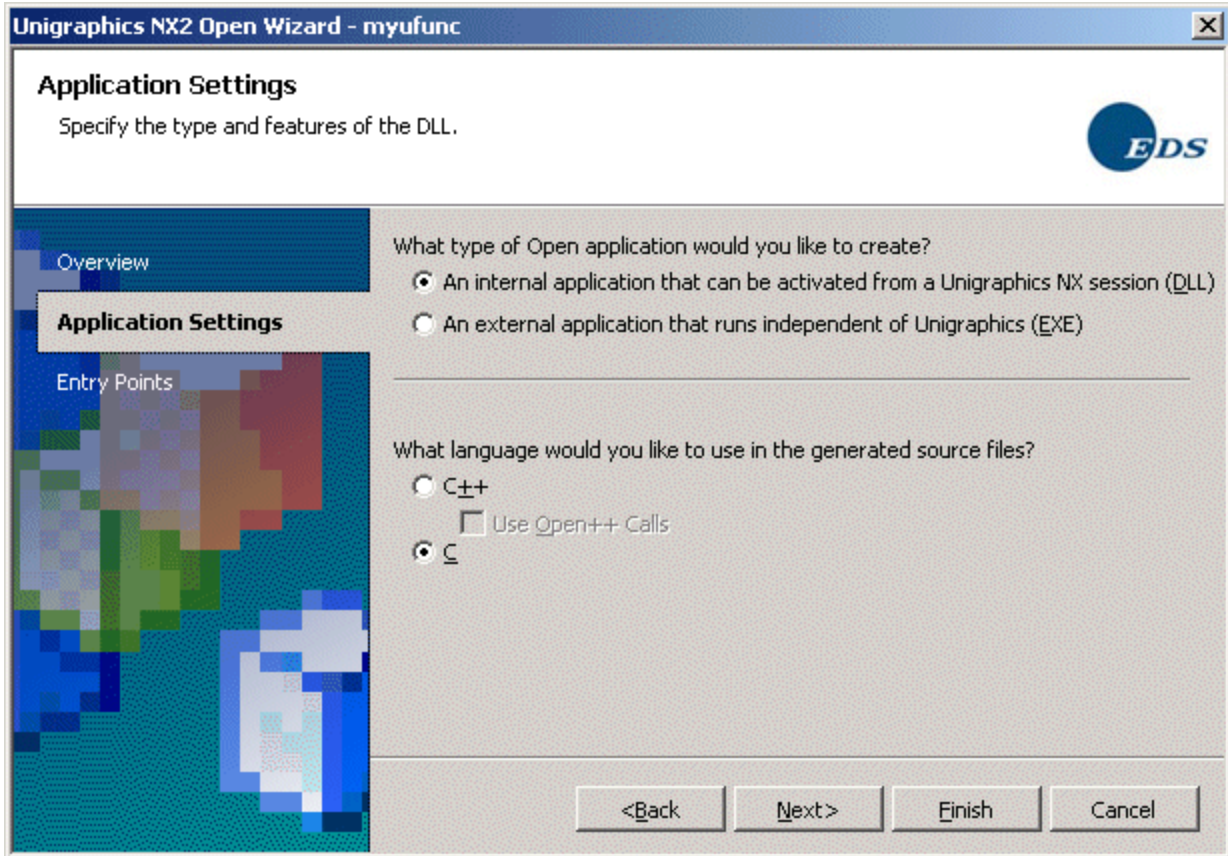 Unigraphics NX2 Open Wizard - myufunc
Application Settings
Specify the type and features of the DLL.
EDS
Overview
Application Settings
Entry Points
What type of Open application would you like to create?
An internal application that can be activated from a Unigraphics NX session (DLL)
An external application that runs independent of Unigraphics (EXE)
What language would you like to use in the generated source files?
C++
Use Open++ Calls
C
<Back Next> Finish Cancel